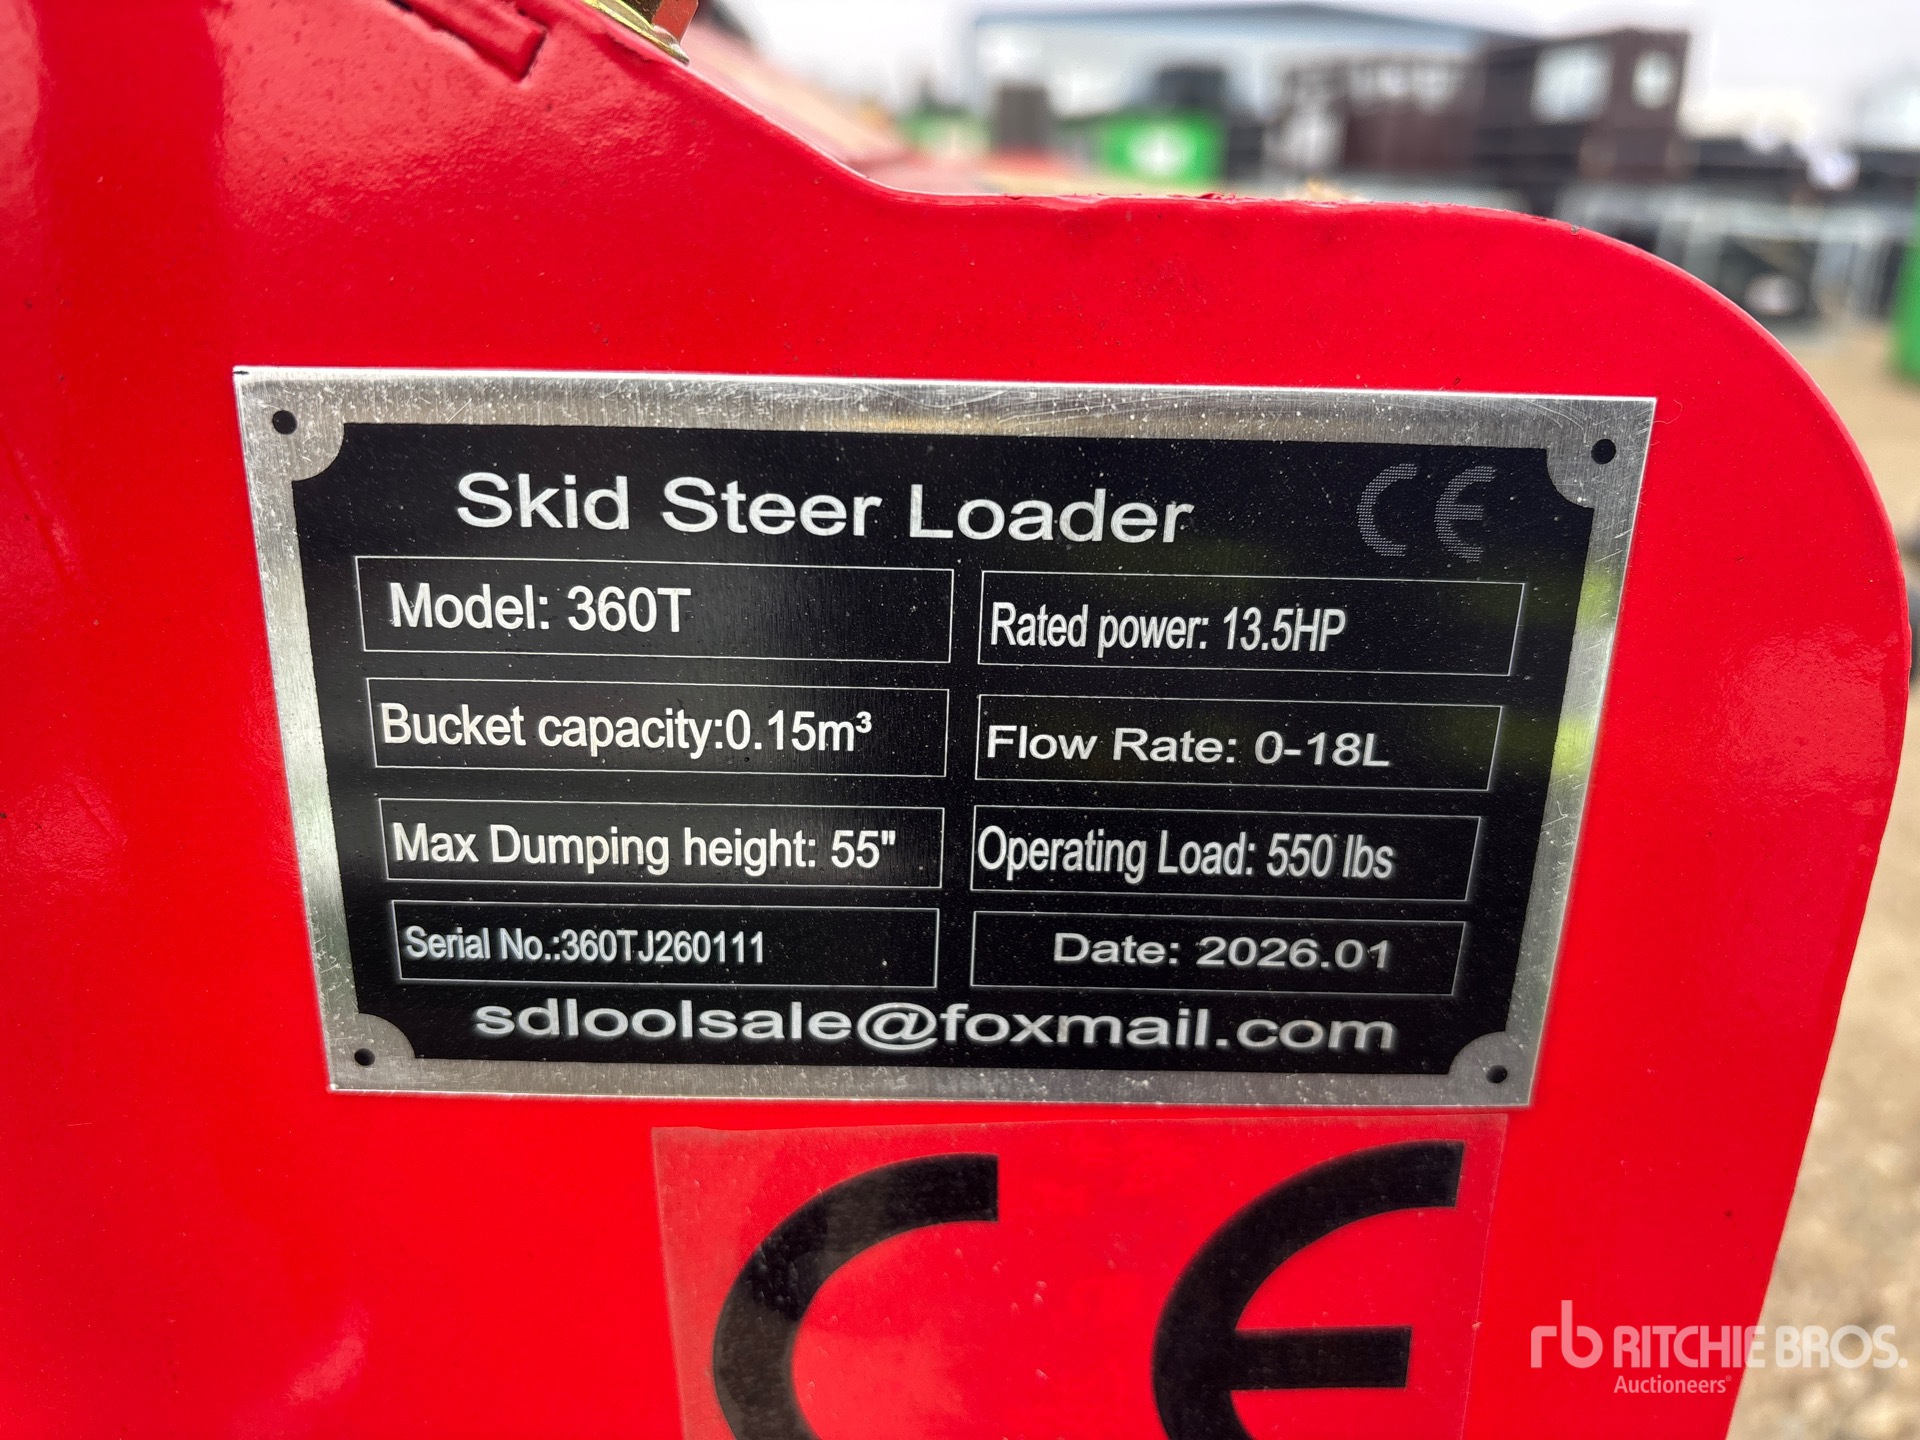 Skid Steer Loader CE
Model: 360T
Rated power: 13.5HP
Bucket capacity:0.15m³
Flow Rate: 0-18L
Max Dumping height: 55"
Operating Load: 550 lbs
Serial No.:360TJ260111
Date: 2026.01
sdloolsale@foxmail.com
CE
rb RITCHIE BROS.
Auctioneers